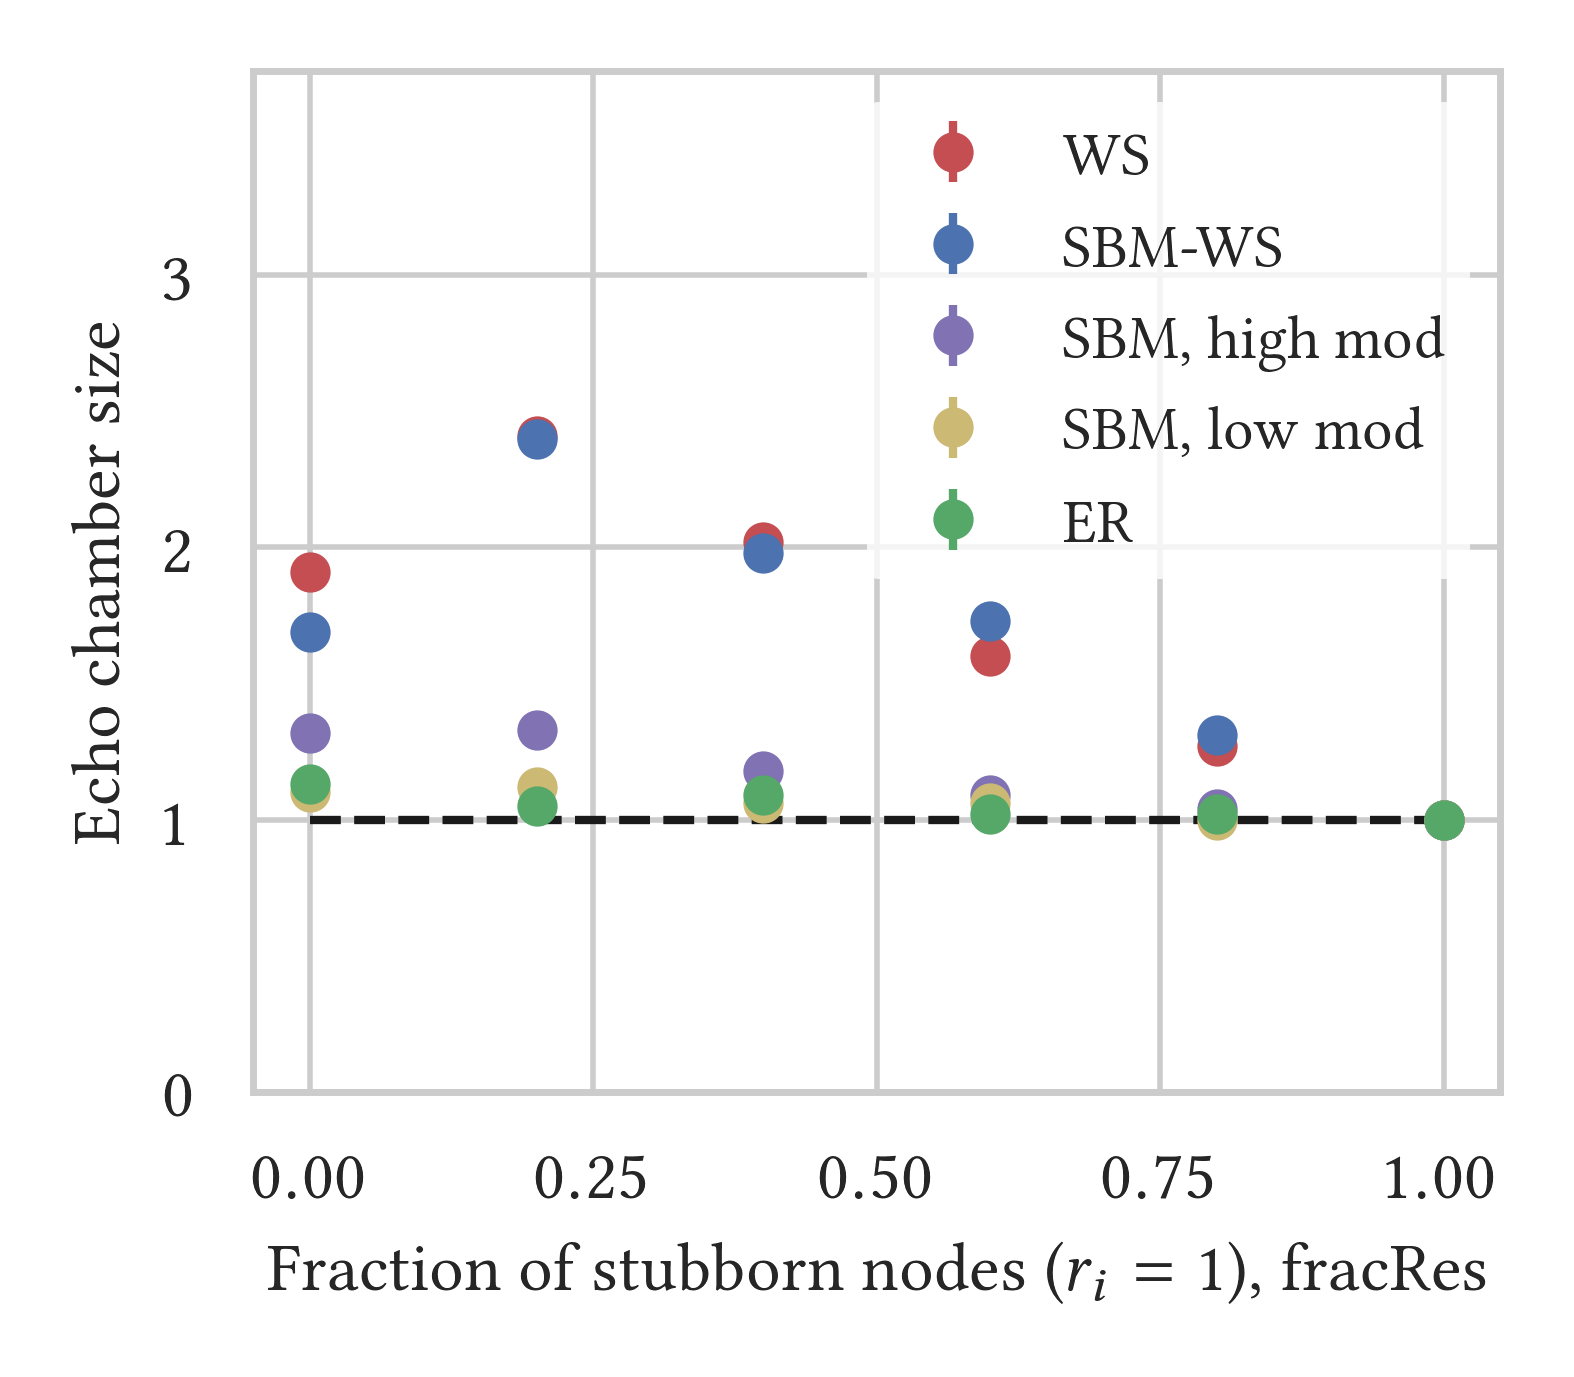 WS
SBM-WS
SBM, high mod
SBM, low mod
ER
Echo chamber size
3
2
1
0
0.00 0.25 0.50 0.75 1.00
Fraction of stubborn nodes (r_i = 1), fracRes